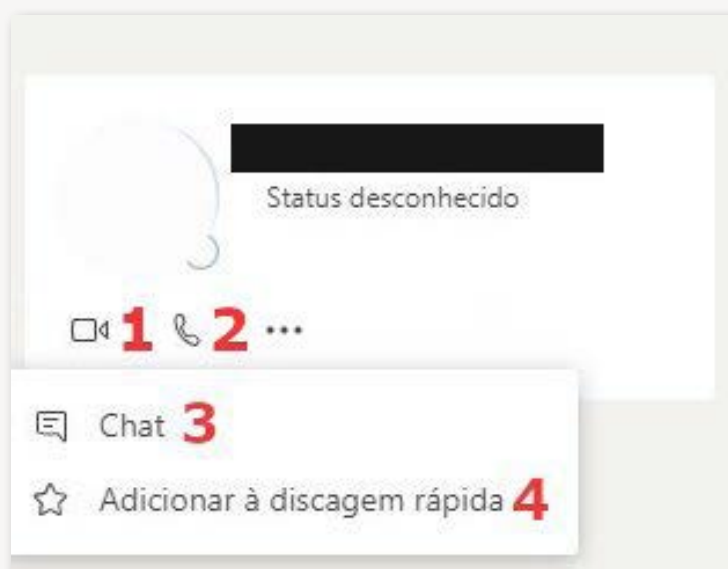 Status desconhecido
1 2 ...
Chat 3
Adicionar à discagem rápida 4